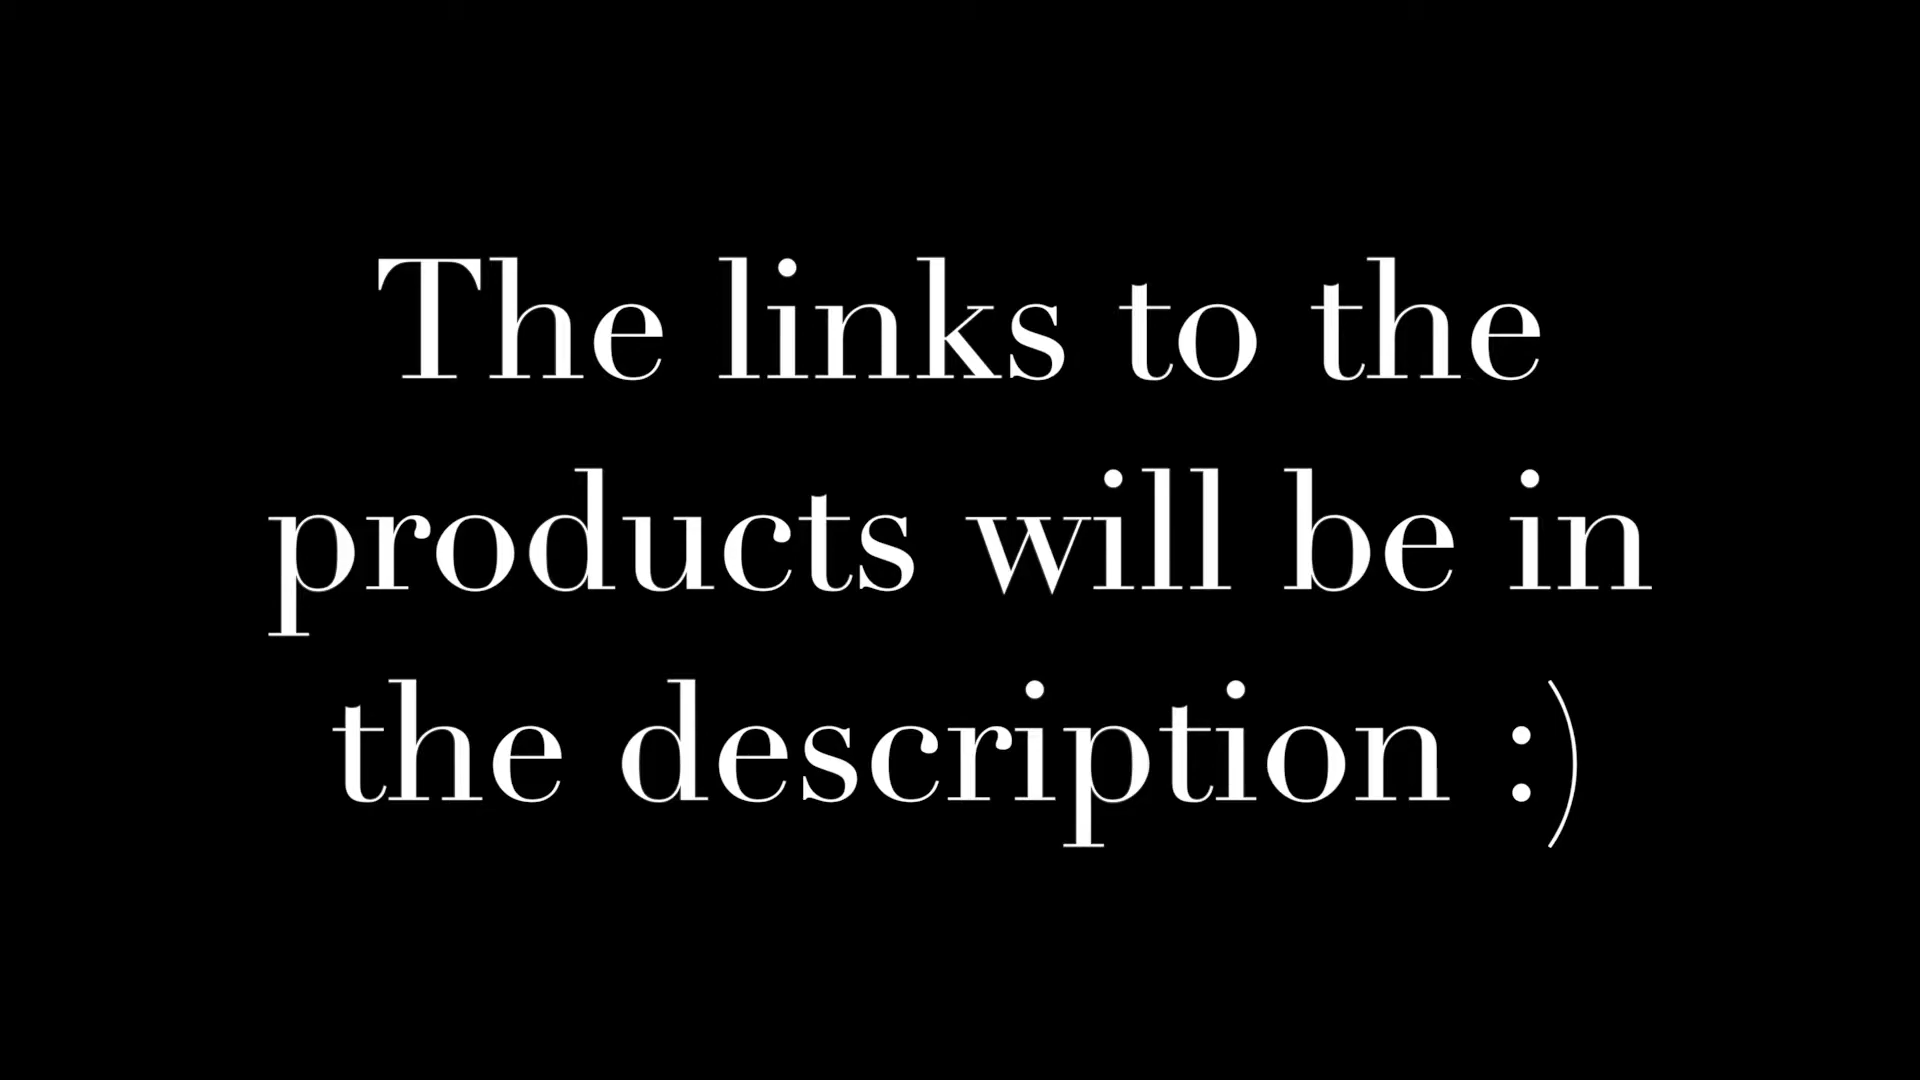 The links to the
products will be in
the description :)